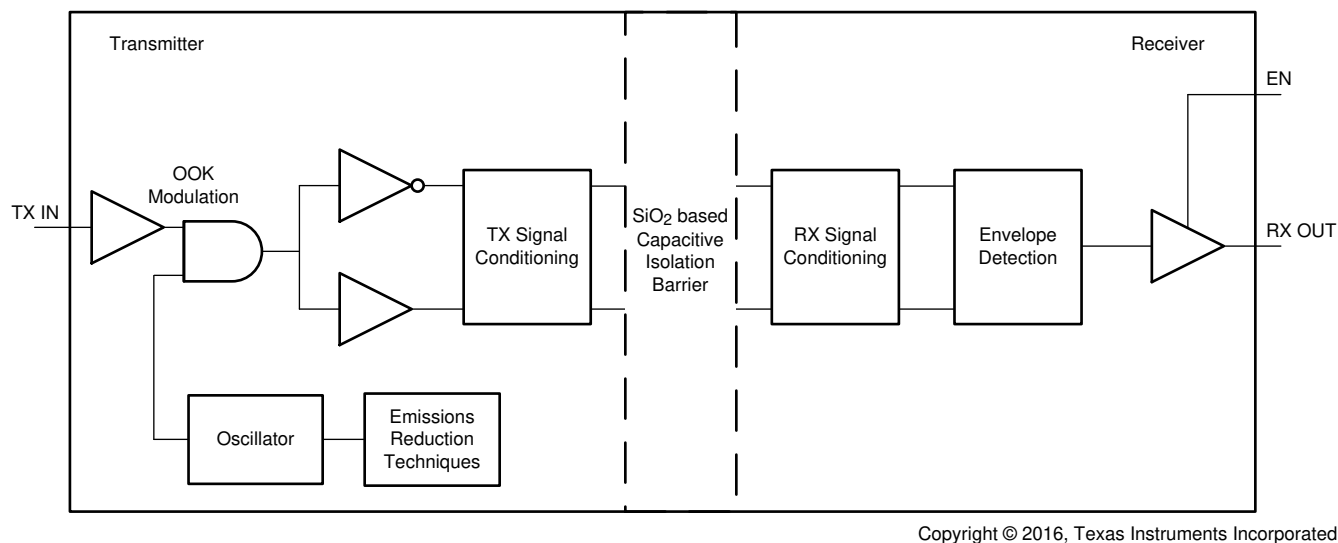 Transmitter
Receiver
EN
OOK
Modulation
TX IN
TX Signal
Conditioning
SiO2 based
Capacitive
Isolation
Barrier
RX Signal
Conditioning
Envelope
Detection
RX OUT
Oscillator
Emissions
Reduction
Techniques
Copyright © 2016, Texas Instruments Incorporated